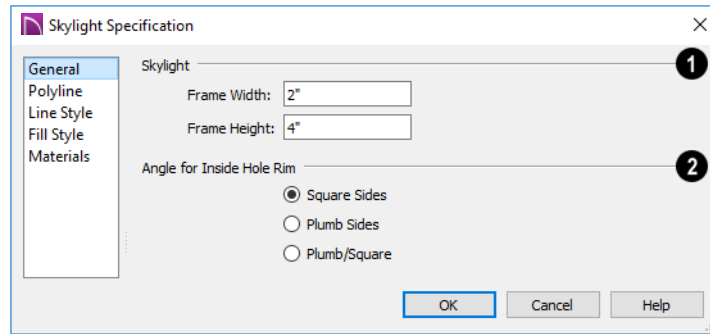 Skylight Specification
General
Polyline
Line Style
Fill Style
Materials
Skylight
1
Frame Width: 2"
Frame Height: 4"
Angle for Inside Hole Rim
2
Square Sides
Plumb Sides
Plumb/Square
OK Cancel Help